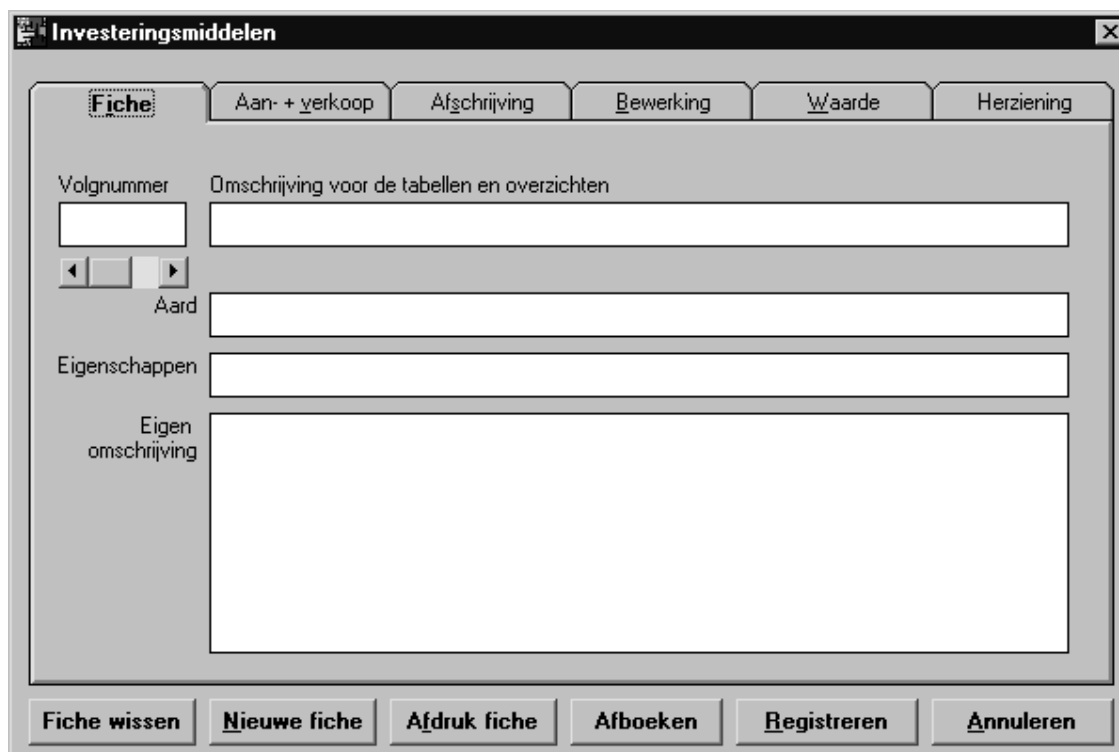 Investeringsmiddelen
Fiche Aan- + verkoop Afschrijving Bewerking Waarde Herziening
Volgnummer Omschrijving voor de tabellen en overzichten
Aard
Eigenschappen
Eigen
omschrijving
Fiche wissen Nieuwe fiche Afdruk fiche Afboeken Registreren Annuleren